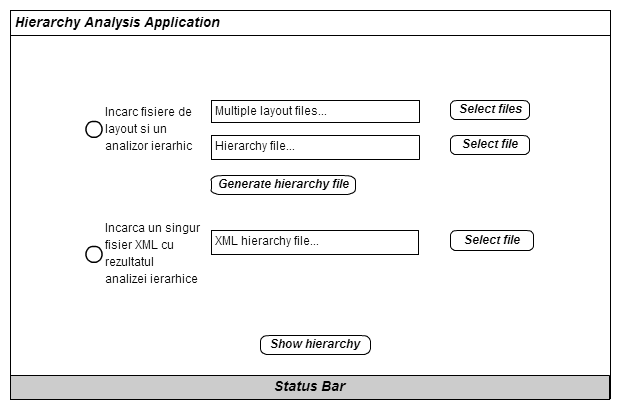 Hierarchy Analysis Application
Incarc fisiere de
layout si un
analizor ierarhic
Multiple layout files...
Select files
Hierarchy file...
Select file
Generate hierarchy file
Incarca un singur
fisier XML cu
rezultatul
analizei ierarhice
XML hierarchy file...
Select file
Show hierarchy
Status Bar